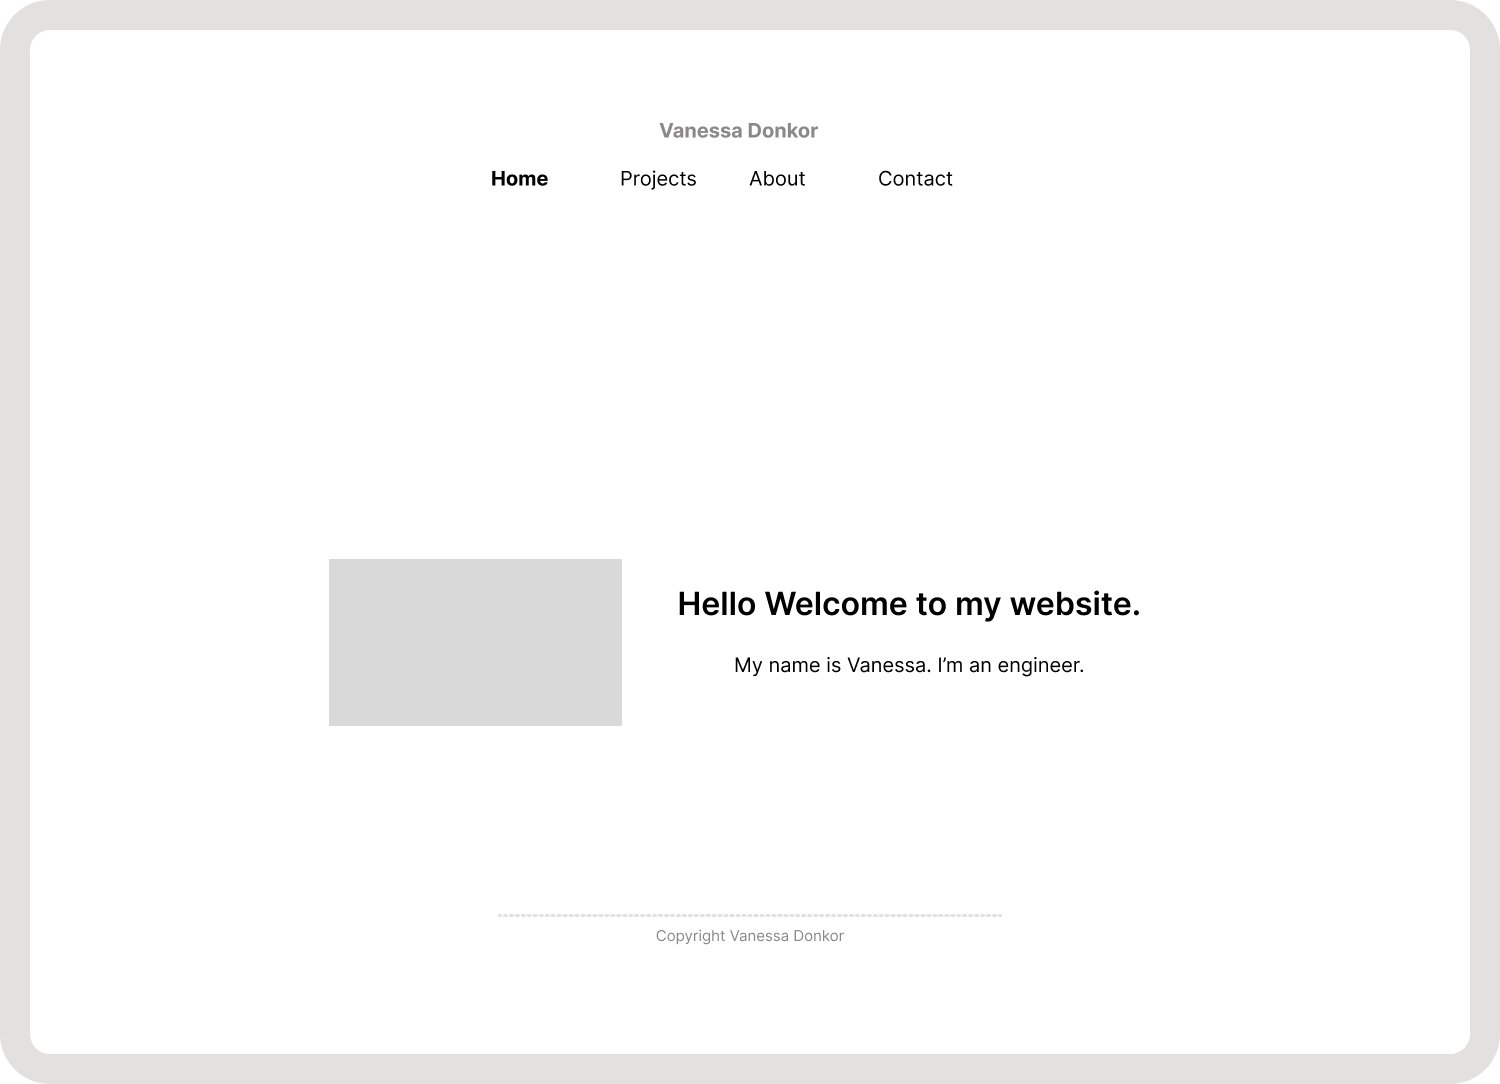 Vanessa Donkor
Home Projects About Contact
Hello Welcome to my website.
My name is Vanessa. I’m an engineer.
Copyright Vanessa Donkor